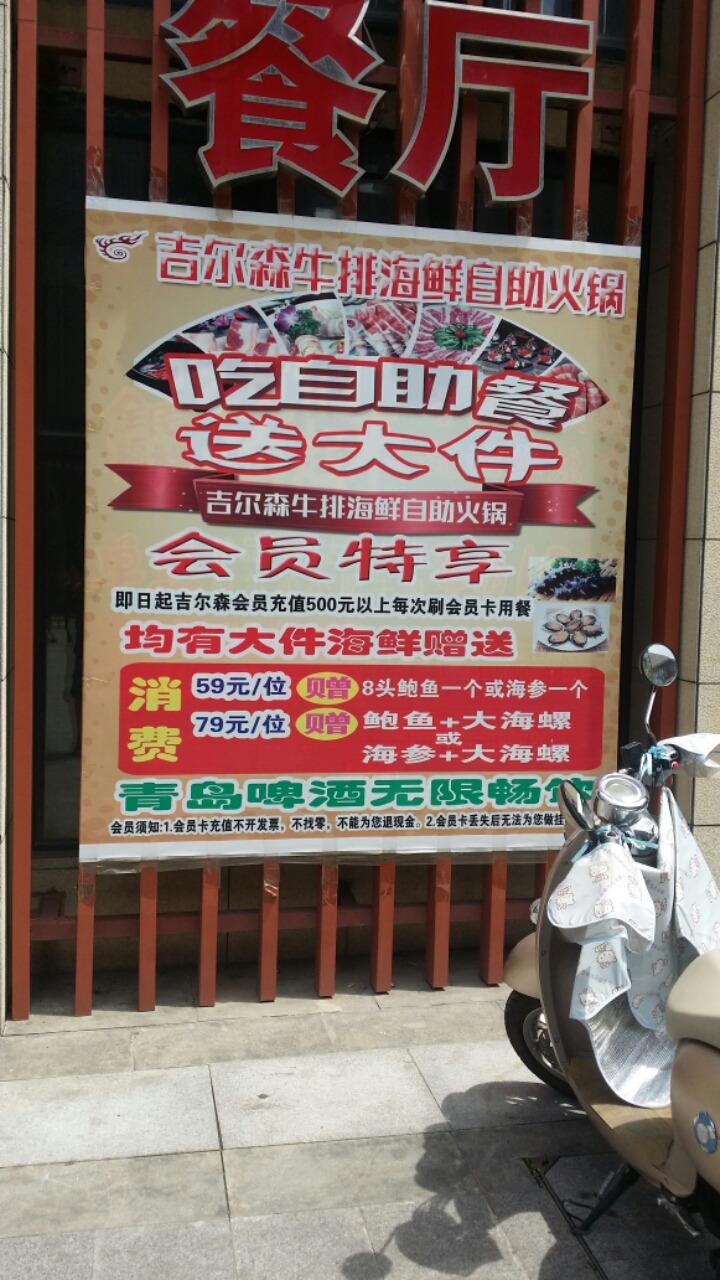 餐厅
吉尔森牛排海鲜自助火锅
吃自助餐
送大件
吉尔森牛排海鲜自助火锅
会员特享
即日起吉尔森会员充值500元以上每次刷会员卡用餐
均有大件海鲜赠送
消费
59元/位 赠 8头鲍鱼一个或海参一个
79元/位 赠 鲍鱼+大海螺
或
海参+大海螺
青岛啤酒无限畅饮
会员须知:1.会员卡充值不开发票，不找零，不能为您退现金。2.会员卡丢失后无法为您做挂